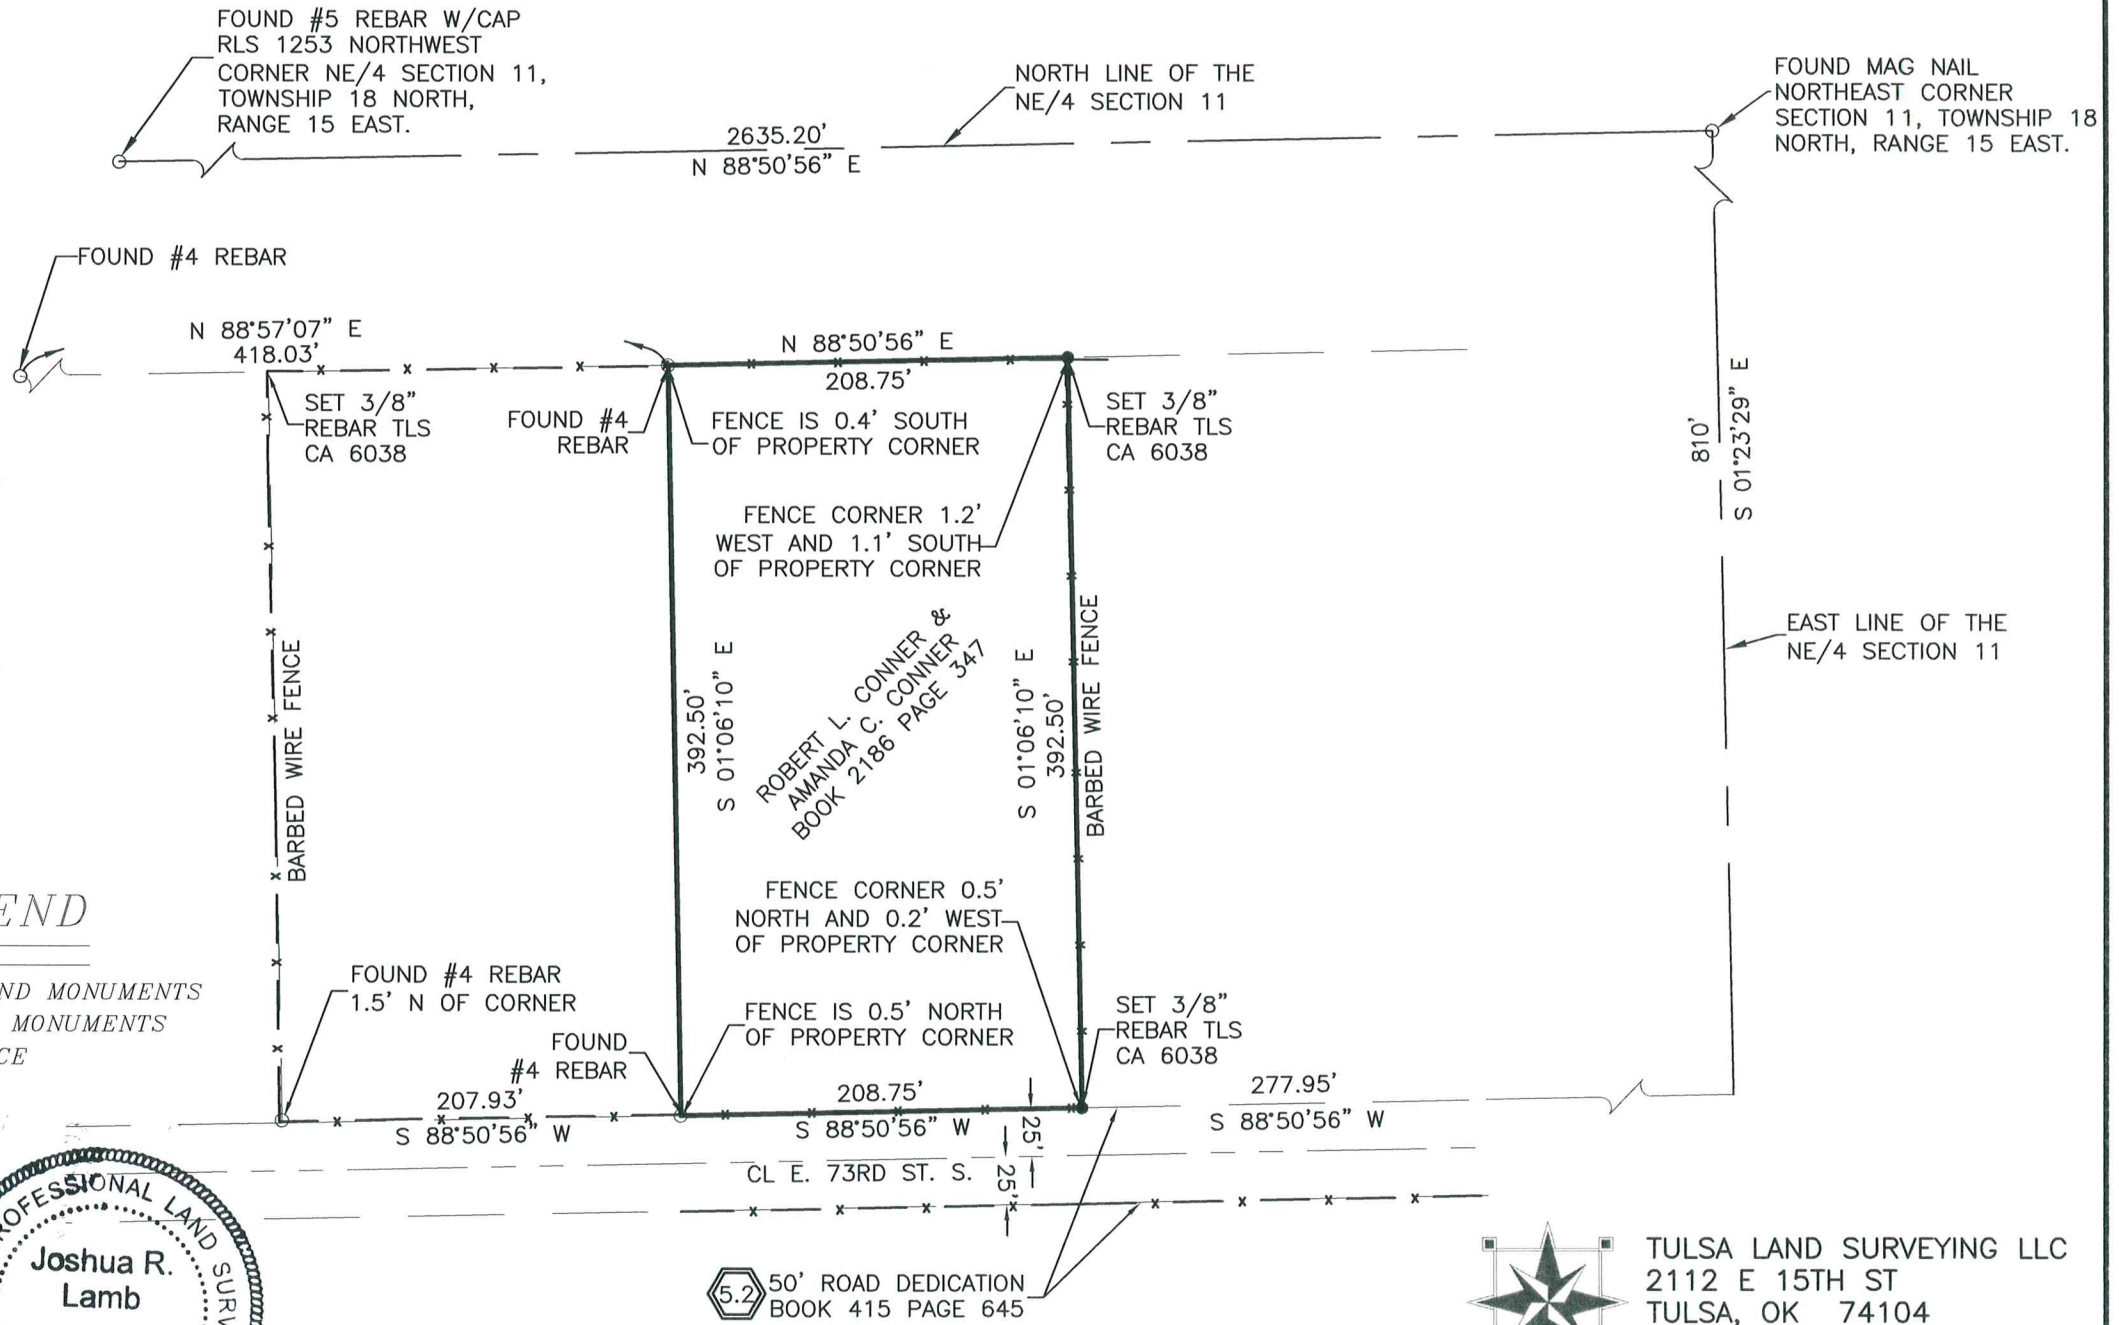 FOUND #5 REBAR W/CAP
RLS 1253 NORTHWEST
CORNER NE/4 SECTION 11,
TOWNSHIP 18 NORTH,
RANGE 15 EAST.
NORTH LINE OF THE
NE/4 SECTION 11
FOUND MAG NAIL
NORTHEAST CORNER
SECTION 11, TOWNSHIP 18
NORTH, RANGE 15 EAST.
2635.20'
N 88°50'56" E
FOUND #4 REBAR
N 88°57'07" E
418.03'
N 88°50'56" E
208.75'
SET 3/8"
REBAR TLS
CA 6038
FOUND #4
REBAR
FENCE IS 0.4' SOUTH
OF PROPERTY CORNER
SET 3/8"
REBAR TLS
CA 6038
810'
S 01°23'29" E
FENCE CORNER 1.2'
WEST AND 1.1' SOUTH
OF PROPERTY CORNER
EAST LINE OF THE
NE/4 SECTION 11
BARBED WIRE FENCE
392.50'
S 01°06'10" E
ROBERT L. CONNER &
AMANDA C. CONNER
BOOK 2186 PAGE 347
S 01°06'10" E
392.50'
BARBED WIRE FENCE
FENCE CORNER 0.5'
NORTH AND 0.2' WEST
OF PROPERTY CORNER
END
ND MONUMENTS
MONUMENTS
CE
FOUND #4 REBAR
1.5' N OF CORNER
FOUND
#4 REBAR
FENCE IS 0.5' NORTH
OF PROPERTY CORNER
SET 3/8"
REBAR TLS
CA 6038
207.93'
S 88°50'56" W
208.75'
S 88°50'56" W
277.95'
S 88°50'56" W
25'
CL E. 73RD ST. S.
25'
5.2
50' ROAD DEDICATION
BOOK 415 PAGE 645
ROFESSIONAL LAND SURV
Joshua R.
Lamb
TULSA LAND SURVEYING LLC
2112 E 15TH ST
TULSA, OK 74104